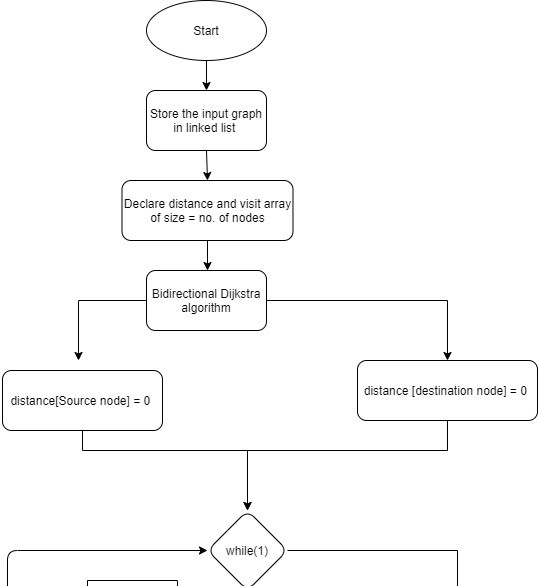 Start
Store the input graph
in linked list
Declare distance and visit array
of size = no. of nodes
Bidirectional Dijkstra
algorithm
distance[Source node] = 0
distance [destination node] = 0
while(1)